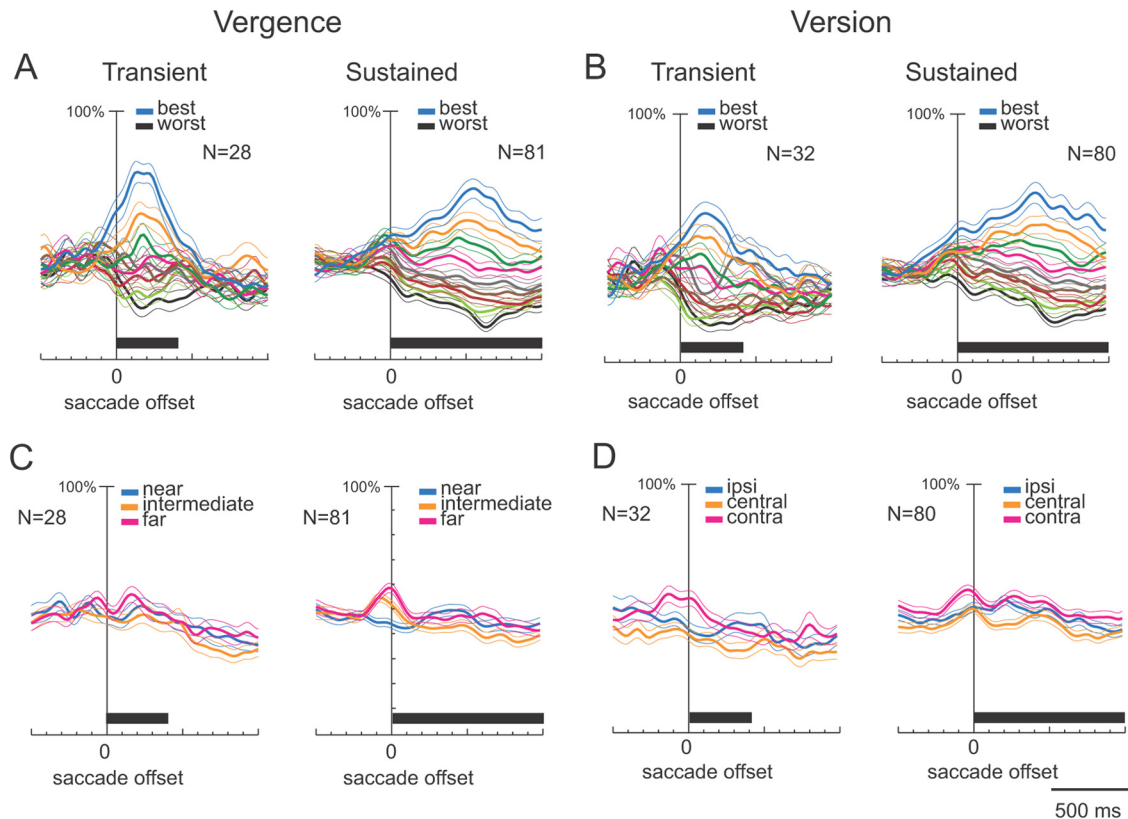 Vergence
Version
A
Transient
Sustained
B
Transient
Sustained
100%
best
worst
N=28
best
worst
N=81
100%
best
worst
N=32
best
worst
N=80
0
saccade offset
0
saccade offset
0
saccade offset
0
saccade offset
C
D
100%
near
intermediate
far
N=28
100%
near
intermediate
far
N=81
100%
ipsi
central
contra
N=32
100%
ipsi
central
contra
N=80
0
saccade offset
0
saccade offset
0
saccade offset
0
saccade offset
500 ms